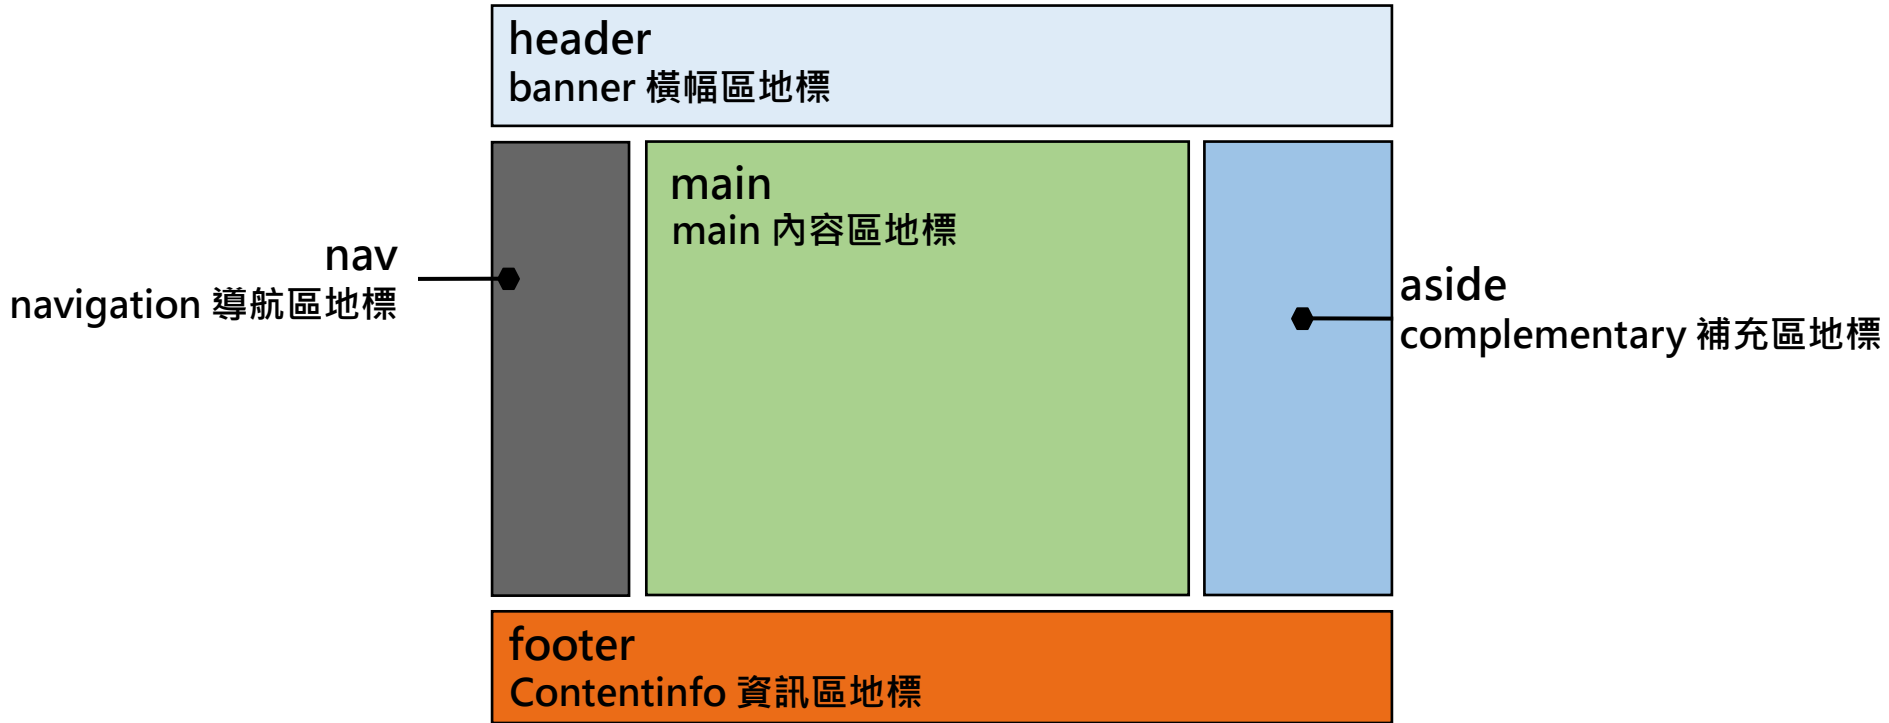 header
banner 橫幅區地標
nav
navigation 導航區地標
main
main 內容區地標
aside
complementary 補充區地標
footer
Contentinfo 資訊區地標